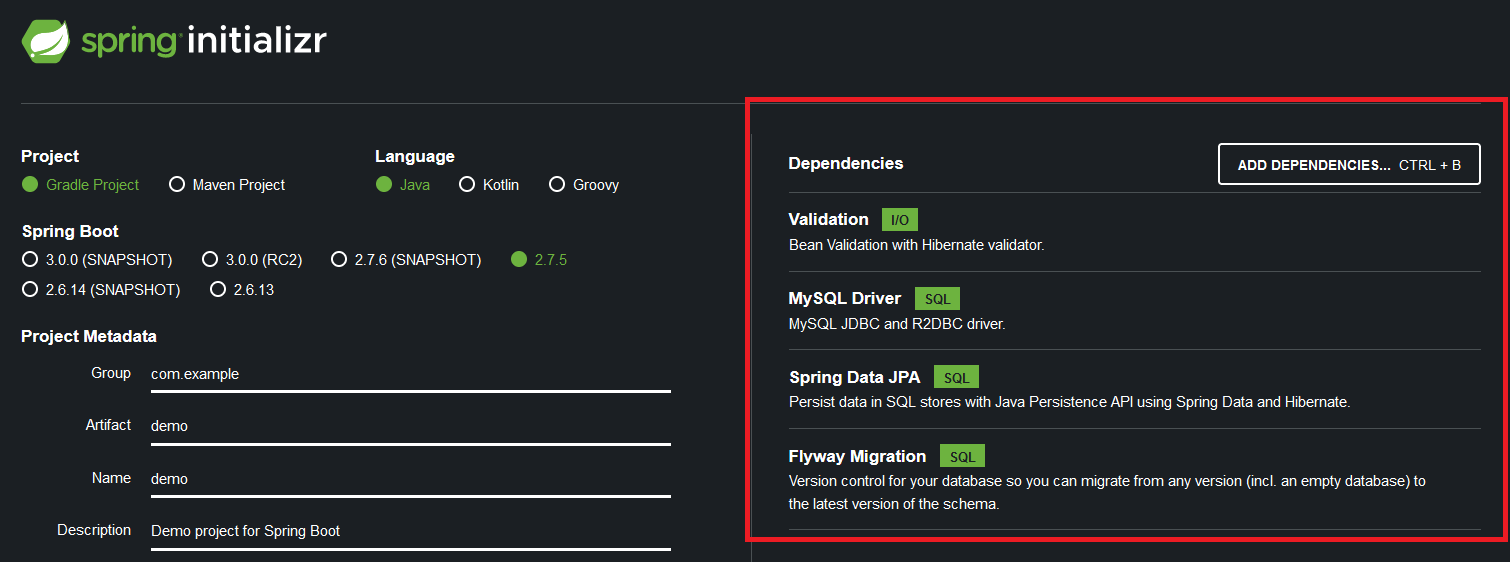 spring initializr
Project
Gradle Project
Maven Project
Language
Java
Kotlin
Groovy
Spring Boot
3.0.0 (SNAPSHOT)
3.0.0 (RC2)
2.7.6 (SNAPSHOT)
2.7.5
2.6.14 (SNAPSHOT)
2.6.13
Project Metadata
Group
com.example
Artifact
demo
Name
demo
Description
Demo project for Spring Boot
Dependencies
ADD DEPENDENCIES... CTRL + B
Validation I/O
Bean Validation with Hibernate validator.
MySQL Driver SQL
MySQL JDBC and R2DBC driver.
Spring Data JPA SQL
Persist data in SQL stores with Java Persistence API using Spring Data and Hibernate.
Flyway Migration SQL
Version control for your database so you can migrate from any version (incl. an empty database) to
the latest version of the schema.